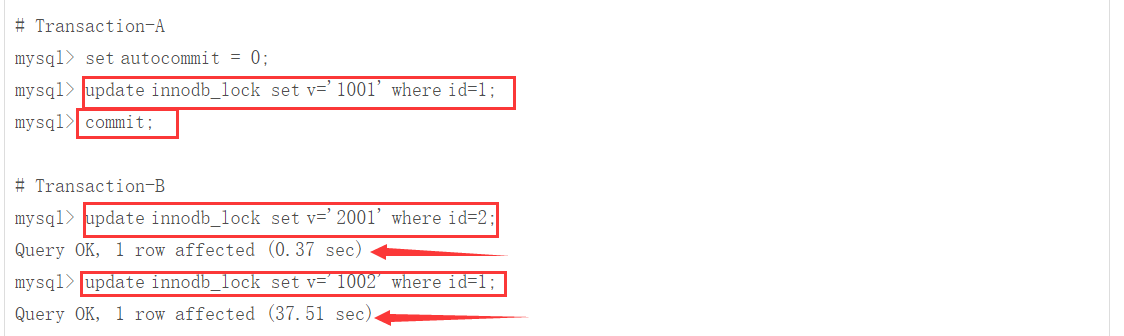 # Transaction-A
mysql> set autocommit = 0;
mysql> update innodb_lock set v='1001' where id=1;
mysql> commit;
# Transaction-B
mysql> update innodb_lock set v='2001' where id=2;
Query OK, 1 row affected (0.37 sec)
mysql> update innodb_lock set v='1002' where id=1;
Query OK, 1 row affected (37.51 sec)